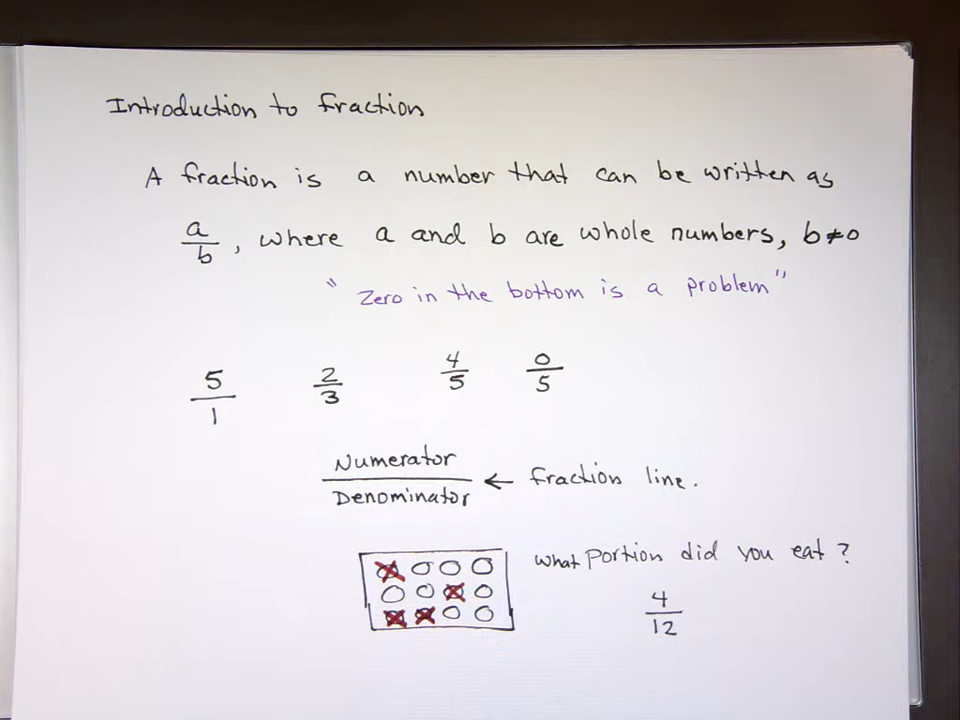 Introduction to fraction
A fraction is a number that can be written as
a/b, where a and b are whole numbers, b≠0
"Zero in the bottom is a problem"
5/1 2/3 4/5 0/5
Numerator/Denominator ← fraction line.
What portion did you eat?
4/12